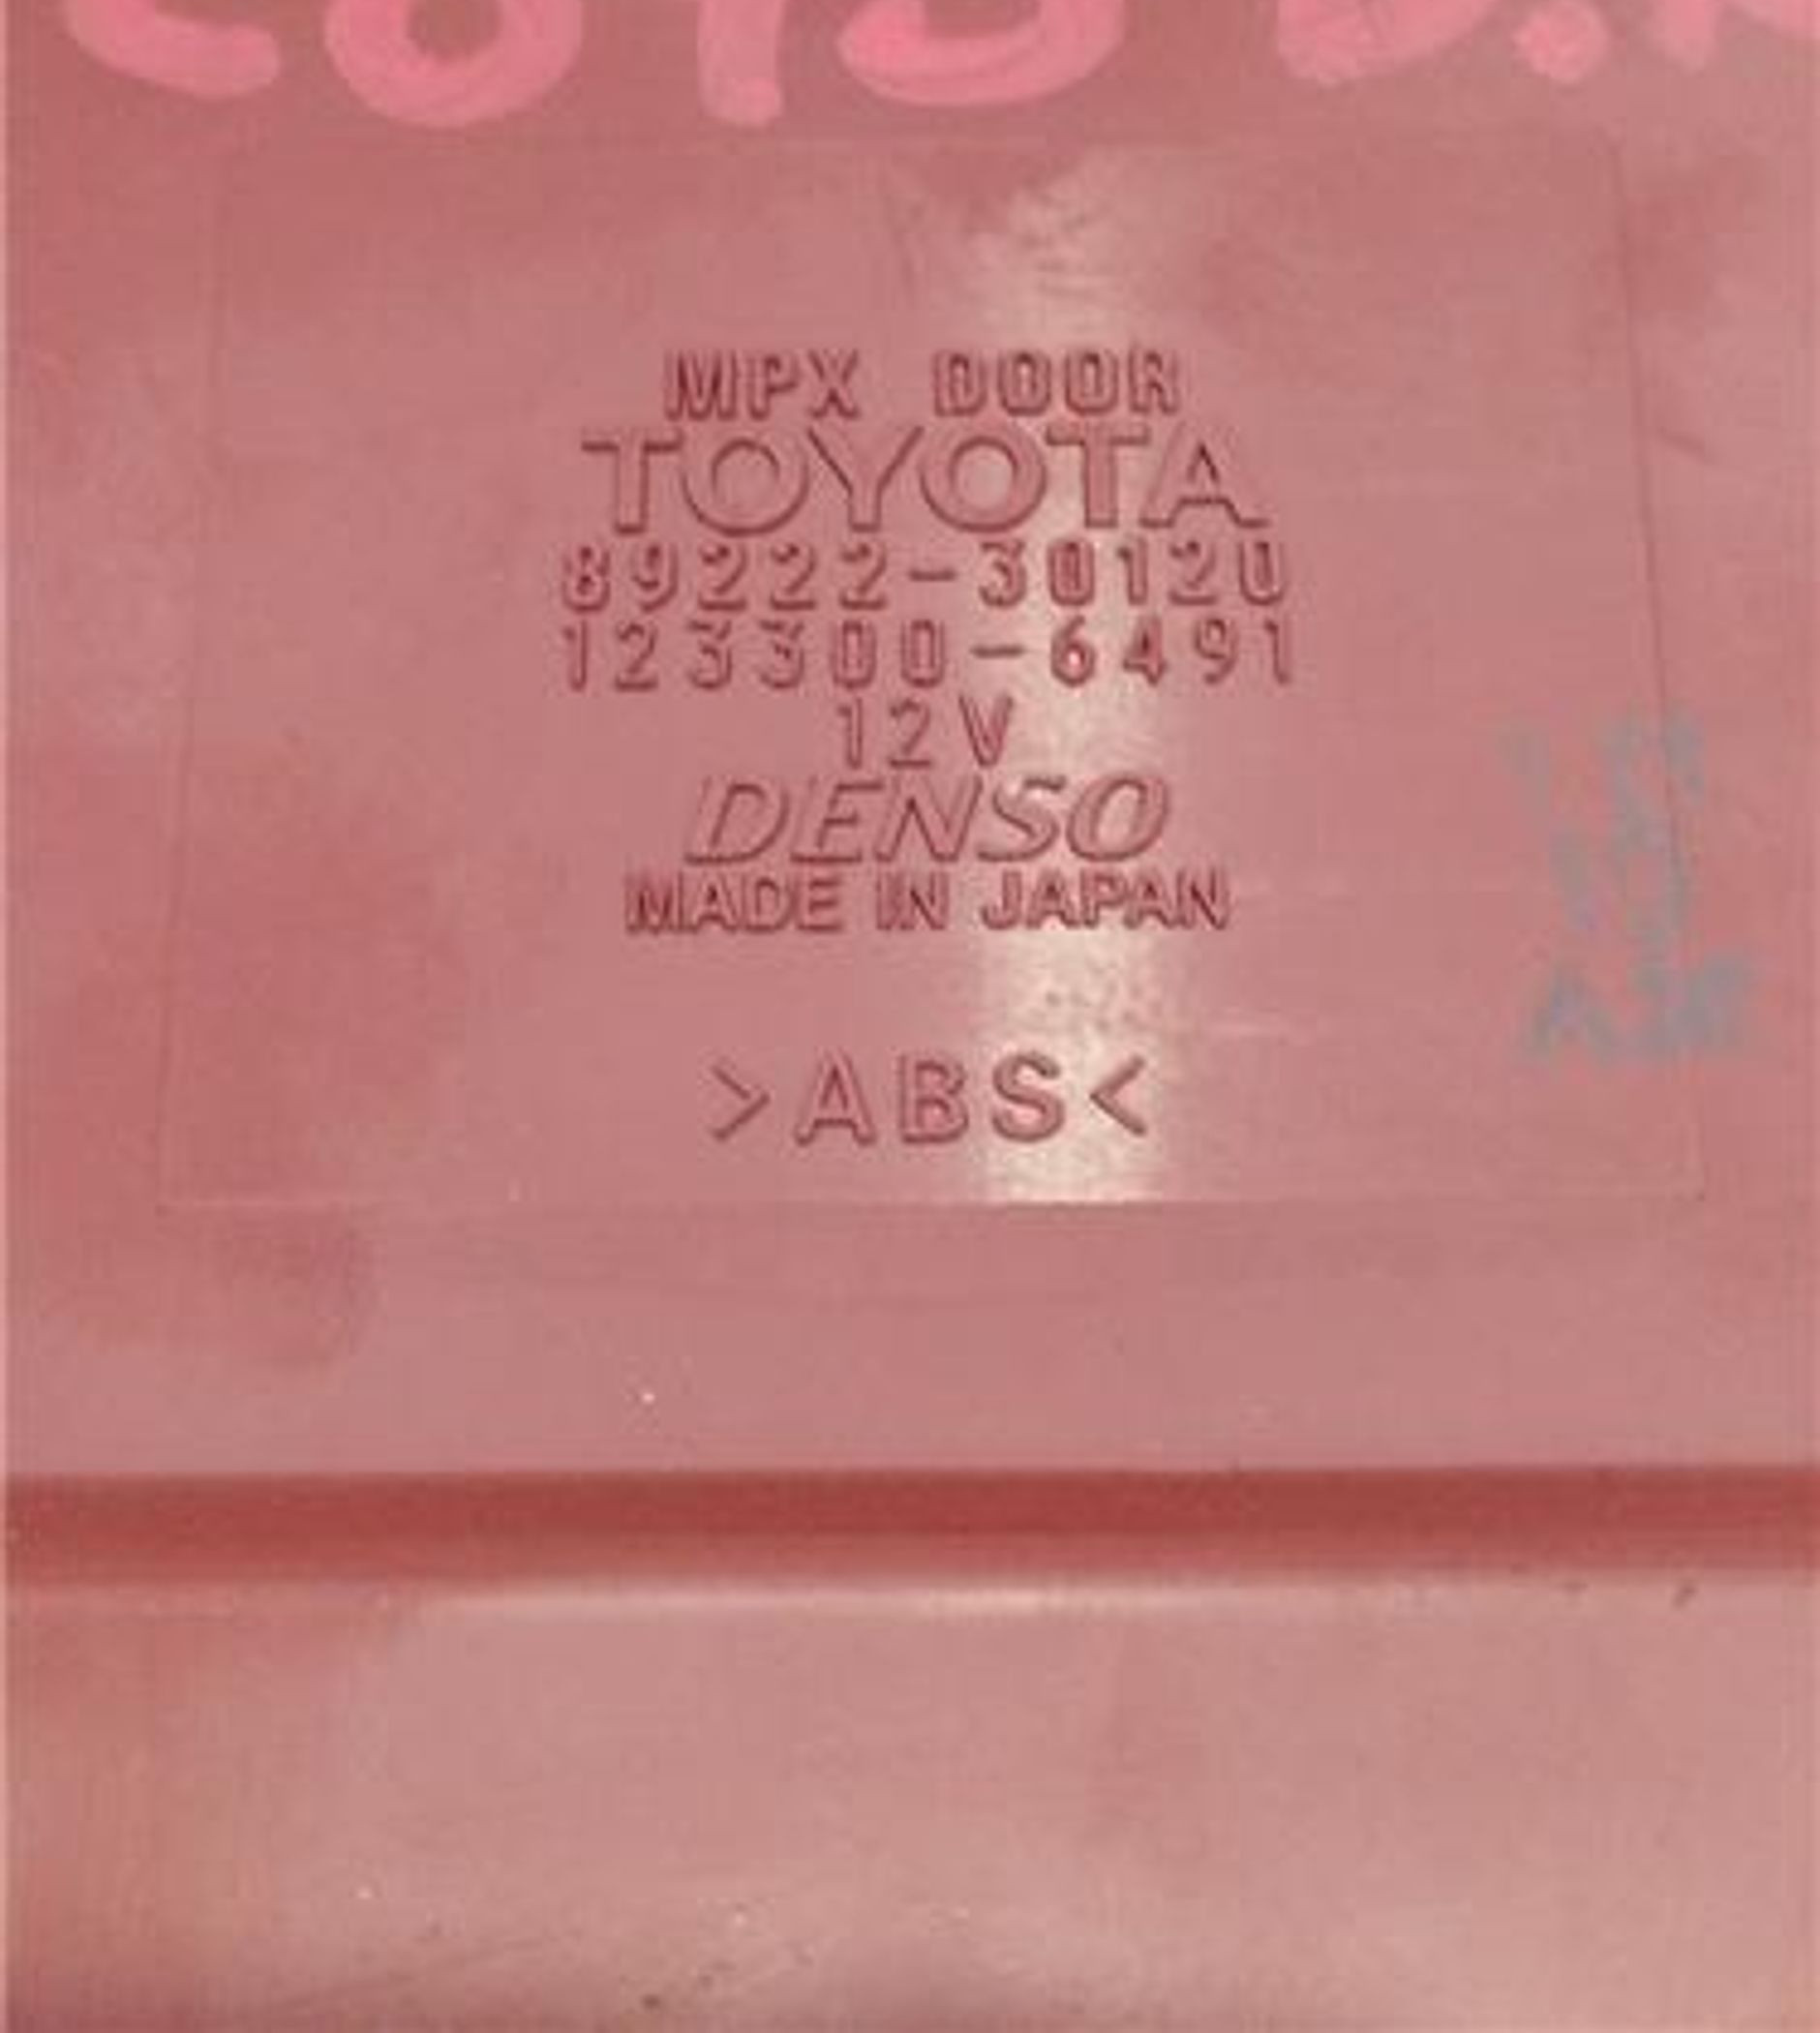 MPX DOOR
TOYOTA
89222-30120
123300-6491
12V
DENSO
MADE IN JAPAN
>ABS<